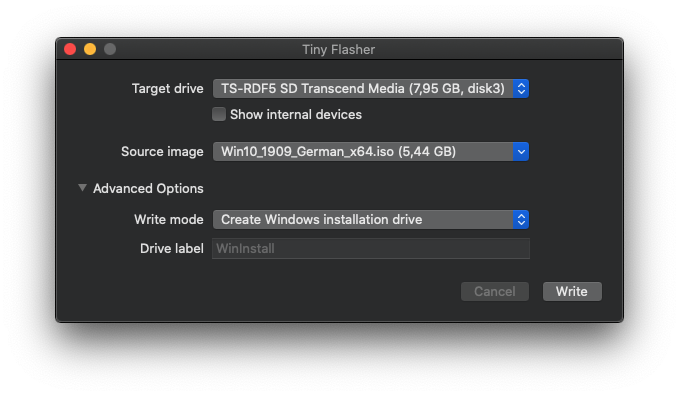 Tiny Flasher
Target drive TS-RDF5 SD Transcend Media (7,95 GB, disk3)
Show internal devices
Source image Win10_1909_German_x64.iso (5,44 GB)
Advanced Options
Write mode Create Windows installation drive
Drive label WinInstall
Cancel Write